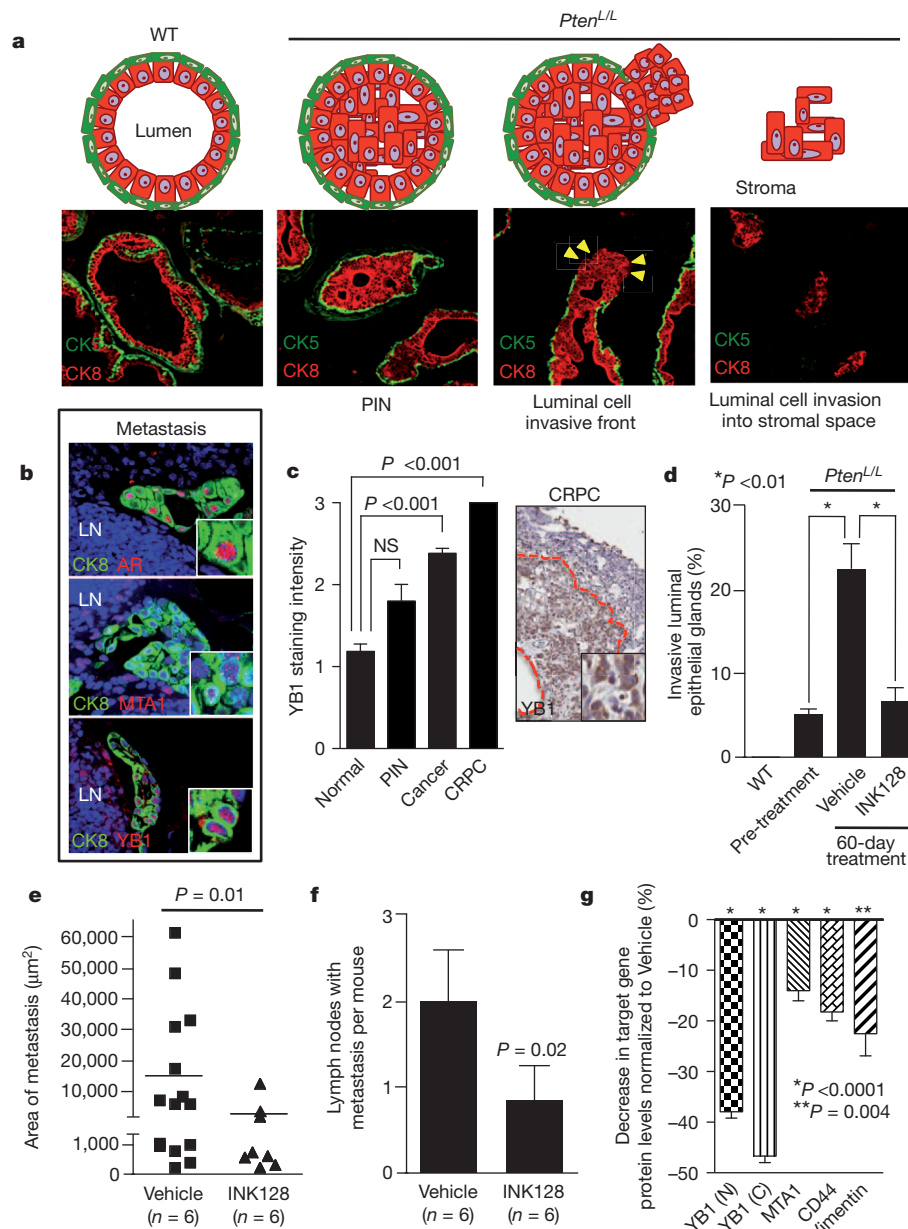 a
WT
Pten^L/L
Lumen
Stroma
CK5
CK8
CK5
CK8
CK5
CK8
CK5
CK8
PIN
Luminal cell
invasive front
Luminal cell invasion
into stromal space
b
Metastasis
LN
CK8 AR
LN
CK8 MTA1
LN
CK8 YB1
c
P <0.001
P <0.001
NS
YB1 staining intensity
3
2
1
0
Normal
PIN
Cancer
CRPC
CRPC
YB1
d
*P <0.01
Pten^L/L
* *
Invasive luminal
epithelial glands (%)
30
20
10
0
WT
Pre-treatment
Vehicle
INK128
60-day
treatment
e
P = 0.01
Area of metastasis (μm²)
60,000
50,000
40,000
30,000
20,000
10,000
1,000
0
Vehicle
(n = 6)
INK128
(n = 6)
f
Lymph nodes with
metastasis per mouse
3
2
1
0
P = 0.02
Vehicle
(n = 6)
INK128
(n = 6)
g
Decrease in target gene
protein levels normalized to Vehicle (%)
* * * * **
0
−10
−20
−30
−40
−50
*P <0.0001
**P = 0.004
YB1 (N)
YB1 (C)
MTA1
CD44
imentin